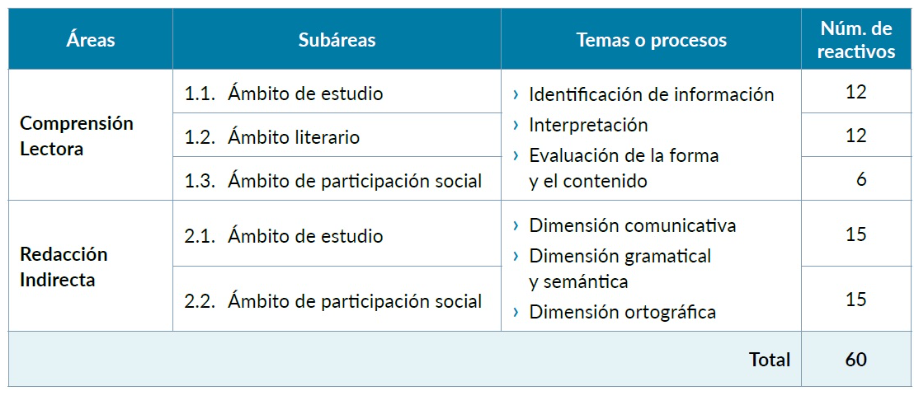 Áreas
Subáreas
Temas o procesos
Núm. de
reactivos
Comprensión
Lectora
1.1. Ámbito de estudio
12
1.2. Ámbito literario
12
1.3. Ámbito de participación social
6
› Identificación de información
› Interpretación
› Evaluación de la forma
y el contenido
Redacción
Indirecta
2.1. Ámbito de estudio
15
2.2. Ámbito de participación social
15
› Dimensión comunicativa
› Dimensión gramatical
y semántica
› Dimensión ortográfica
Total
60